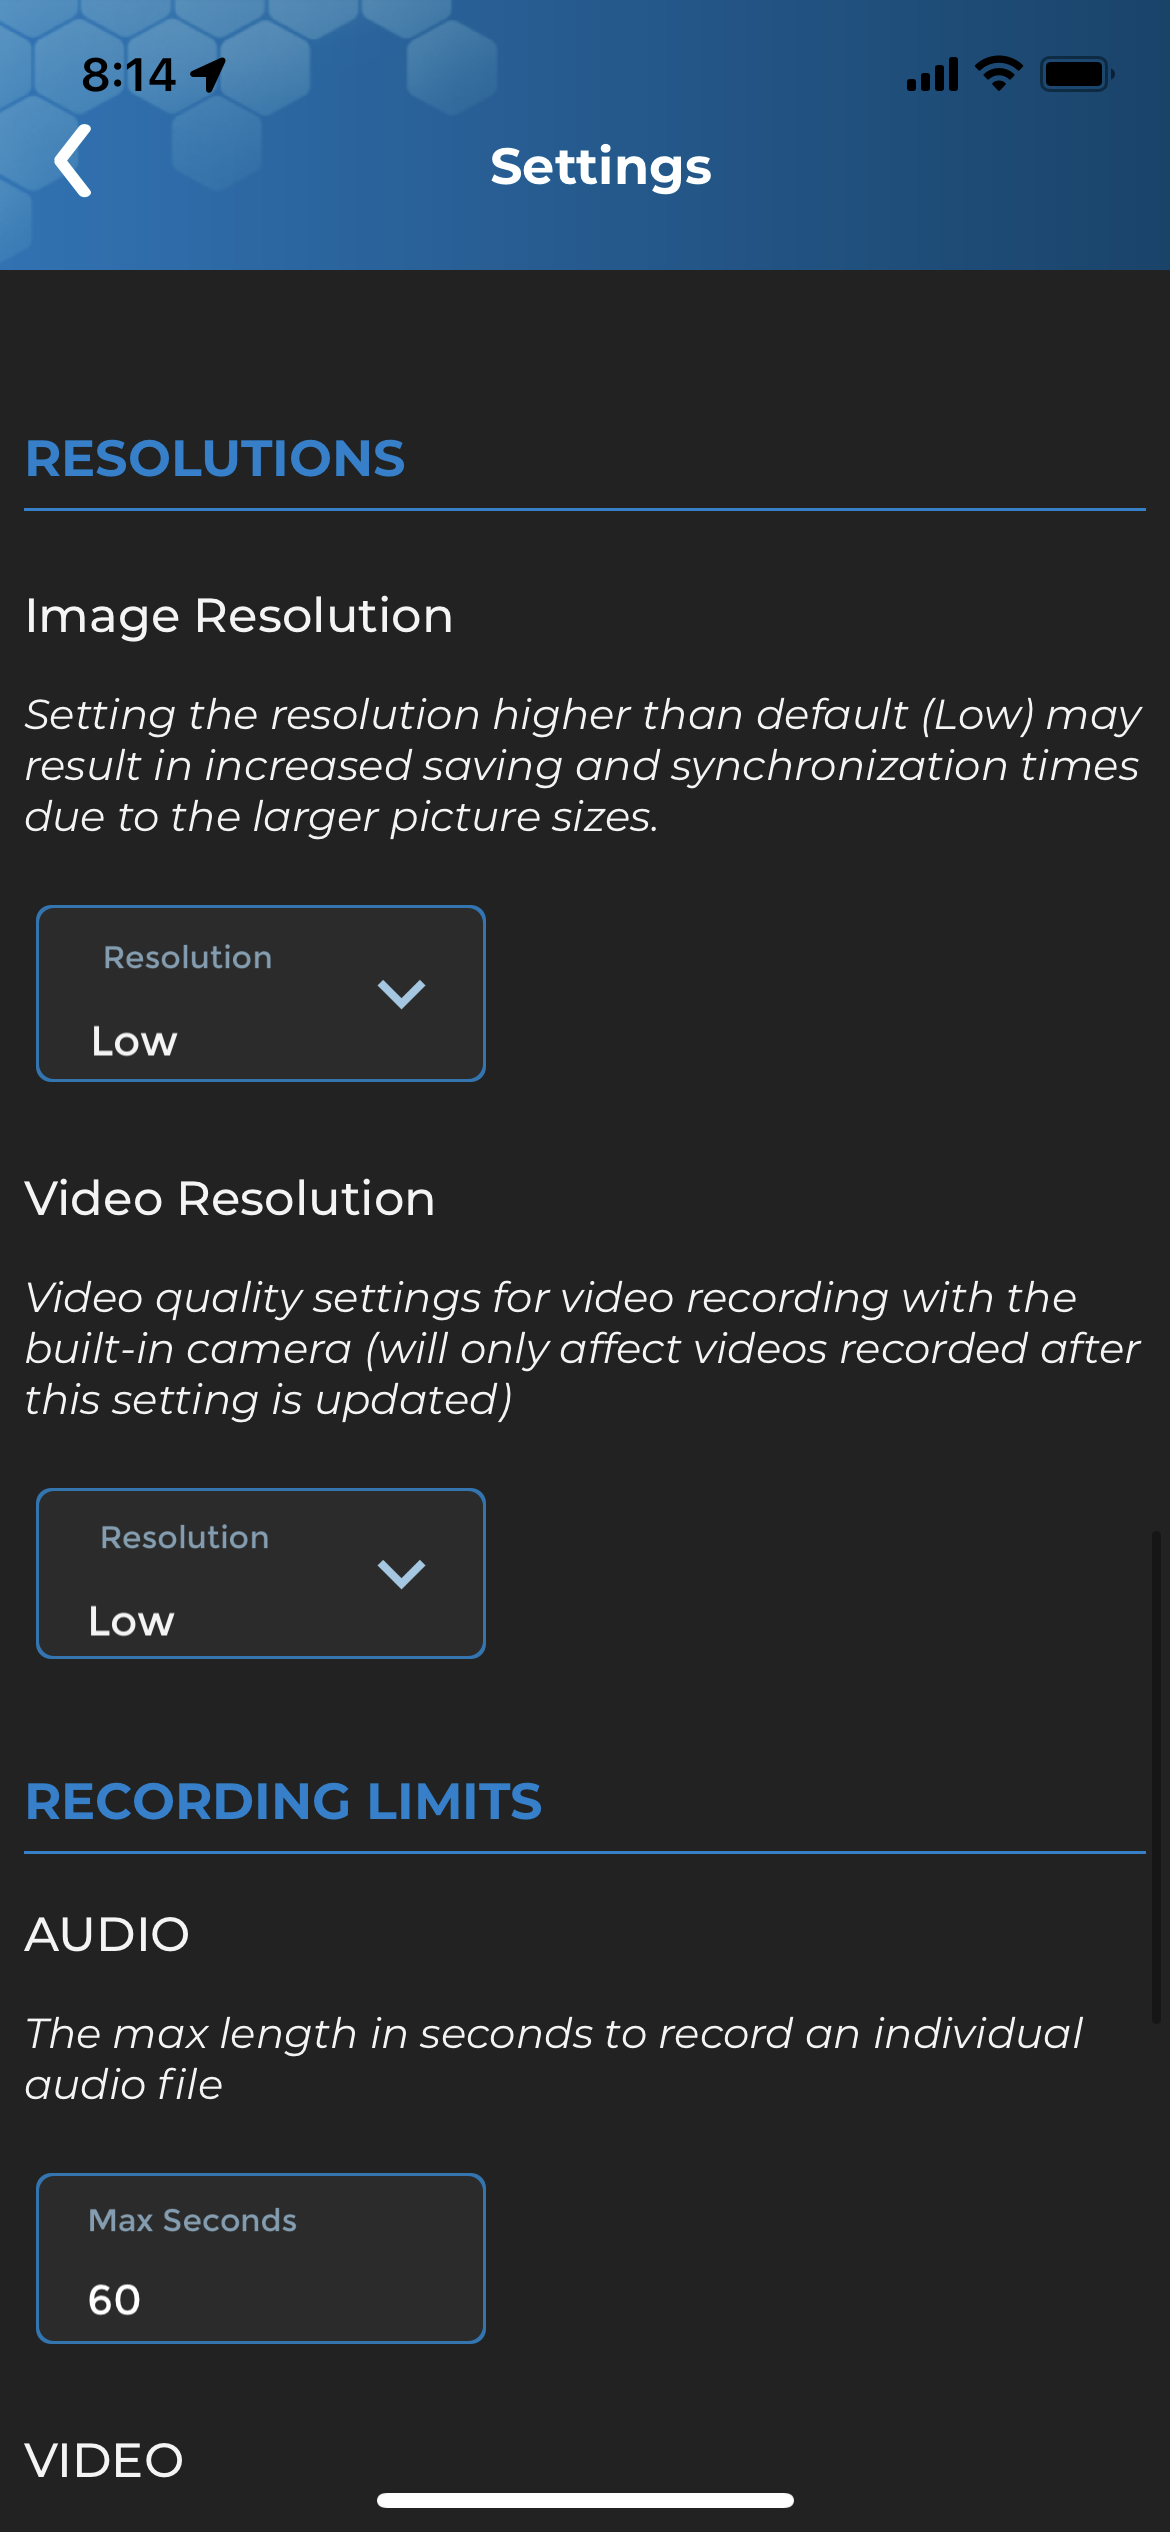 8:14
Settings
RESOLUTIONS
Image Resolution
Setting the resolution higher than default (Low) may
result in increased saving and synchronization times
due to the larger picture sizes.
Resolution
Low
Video Resolution
Video quality settings for video recording with the
built-in camera (will only affect videos recorded after
this setting is updated)
Resolution
Low
RECORDING LIMITS
AUDIO
The max length in seconds to record an individual
audio file
Max Seconds
60
VIDEO